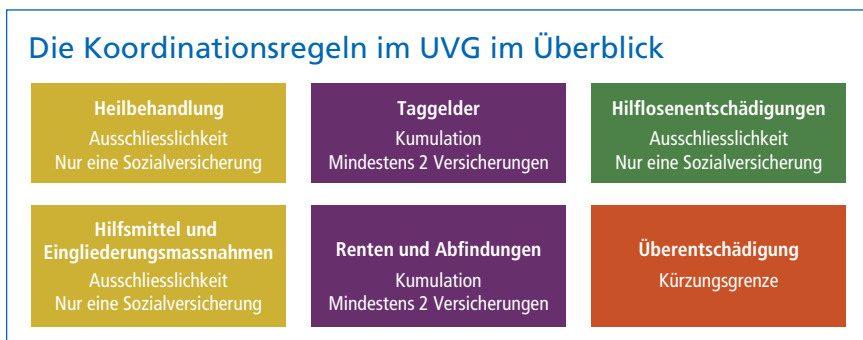 Die Koordinationsregeln im UVG im Überblick
Heilbehandlung
Ausschliesslichkeit
Nur eine Sozialversicherung
Taggelder
Kumulation
Mindestens 2 Versicherungen
Hilflosenentschädigungen
Ausschliesslichkeit
Nur eine Sozialversicherung
Hilfsmittel und
Eingliederungsmassnahmen
Ausschliesslichkeit
Nur eine Sozialversicherung
Renten und Abfindungen
Kumulation
Mindestens 2 Versicherungen
Überentschädigung
Kürzungsgrenze